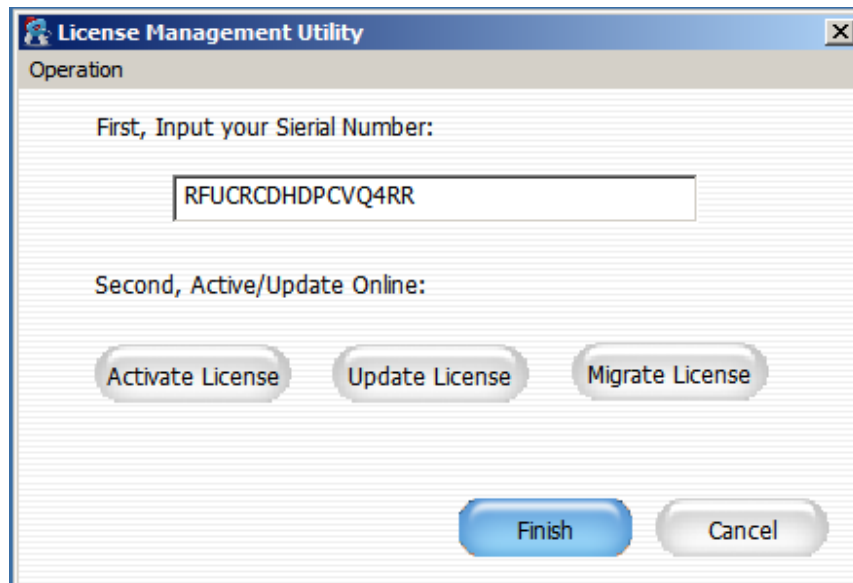 License Management Utility
Operation
First, Input your Sierial Number:
RFUCRCDHDPCVQ4RR
Second, Active/Update Online:
Activate License Update License Migrate License
Finish Cancel